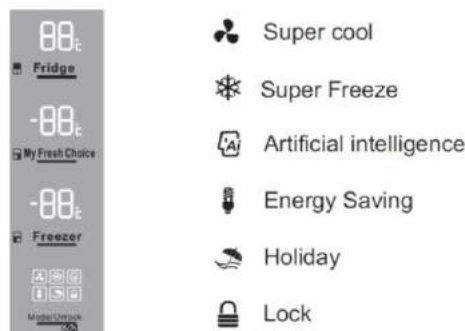 88°c
Fridge
-88°c
My Fresh Choice
-88°c
Freezer
Mode/Unlock
Super cool
Super Freeze
Ai Artificial intelligence
Energy Saving
Holiday
Lock